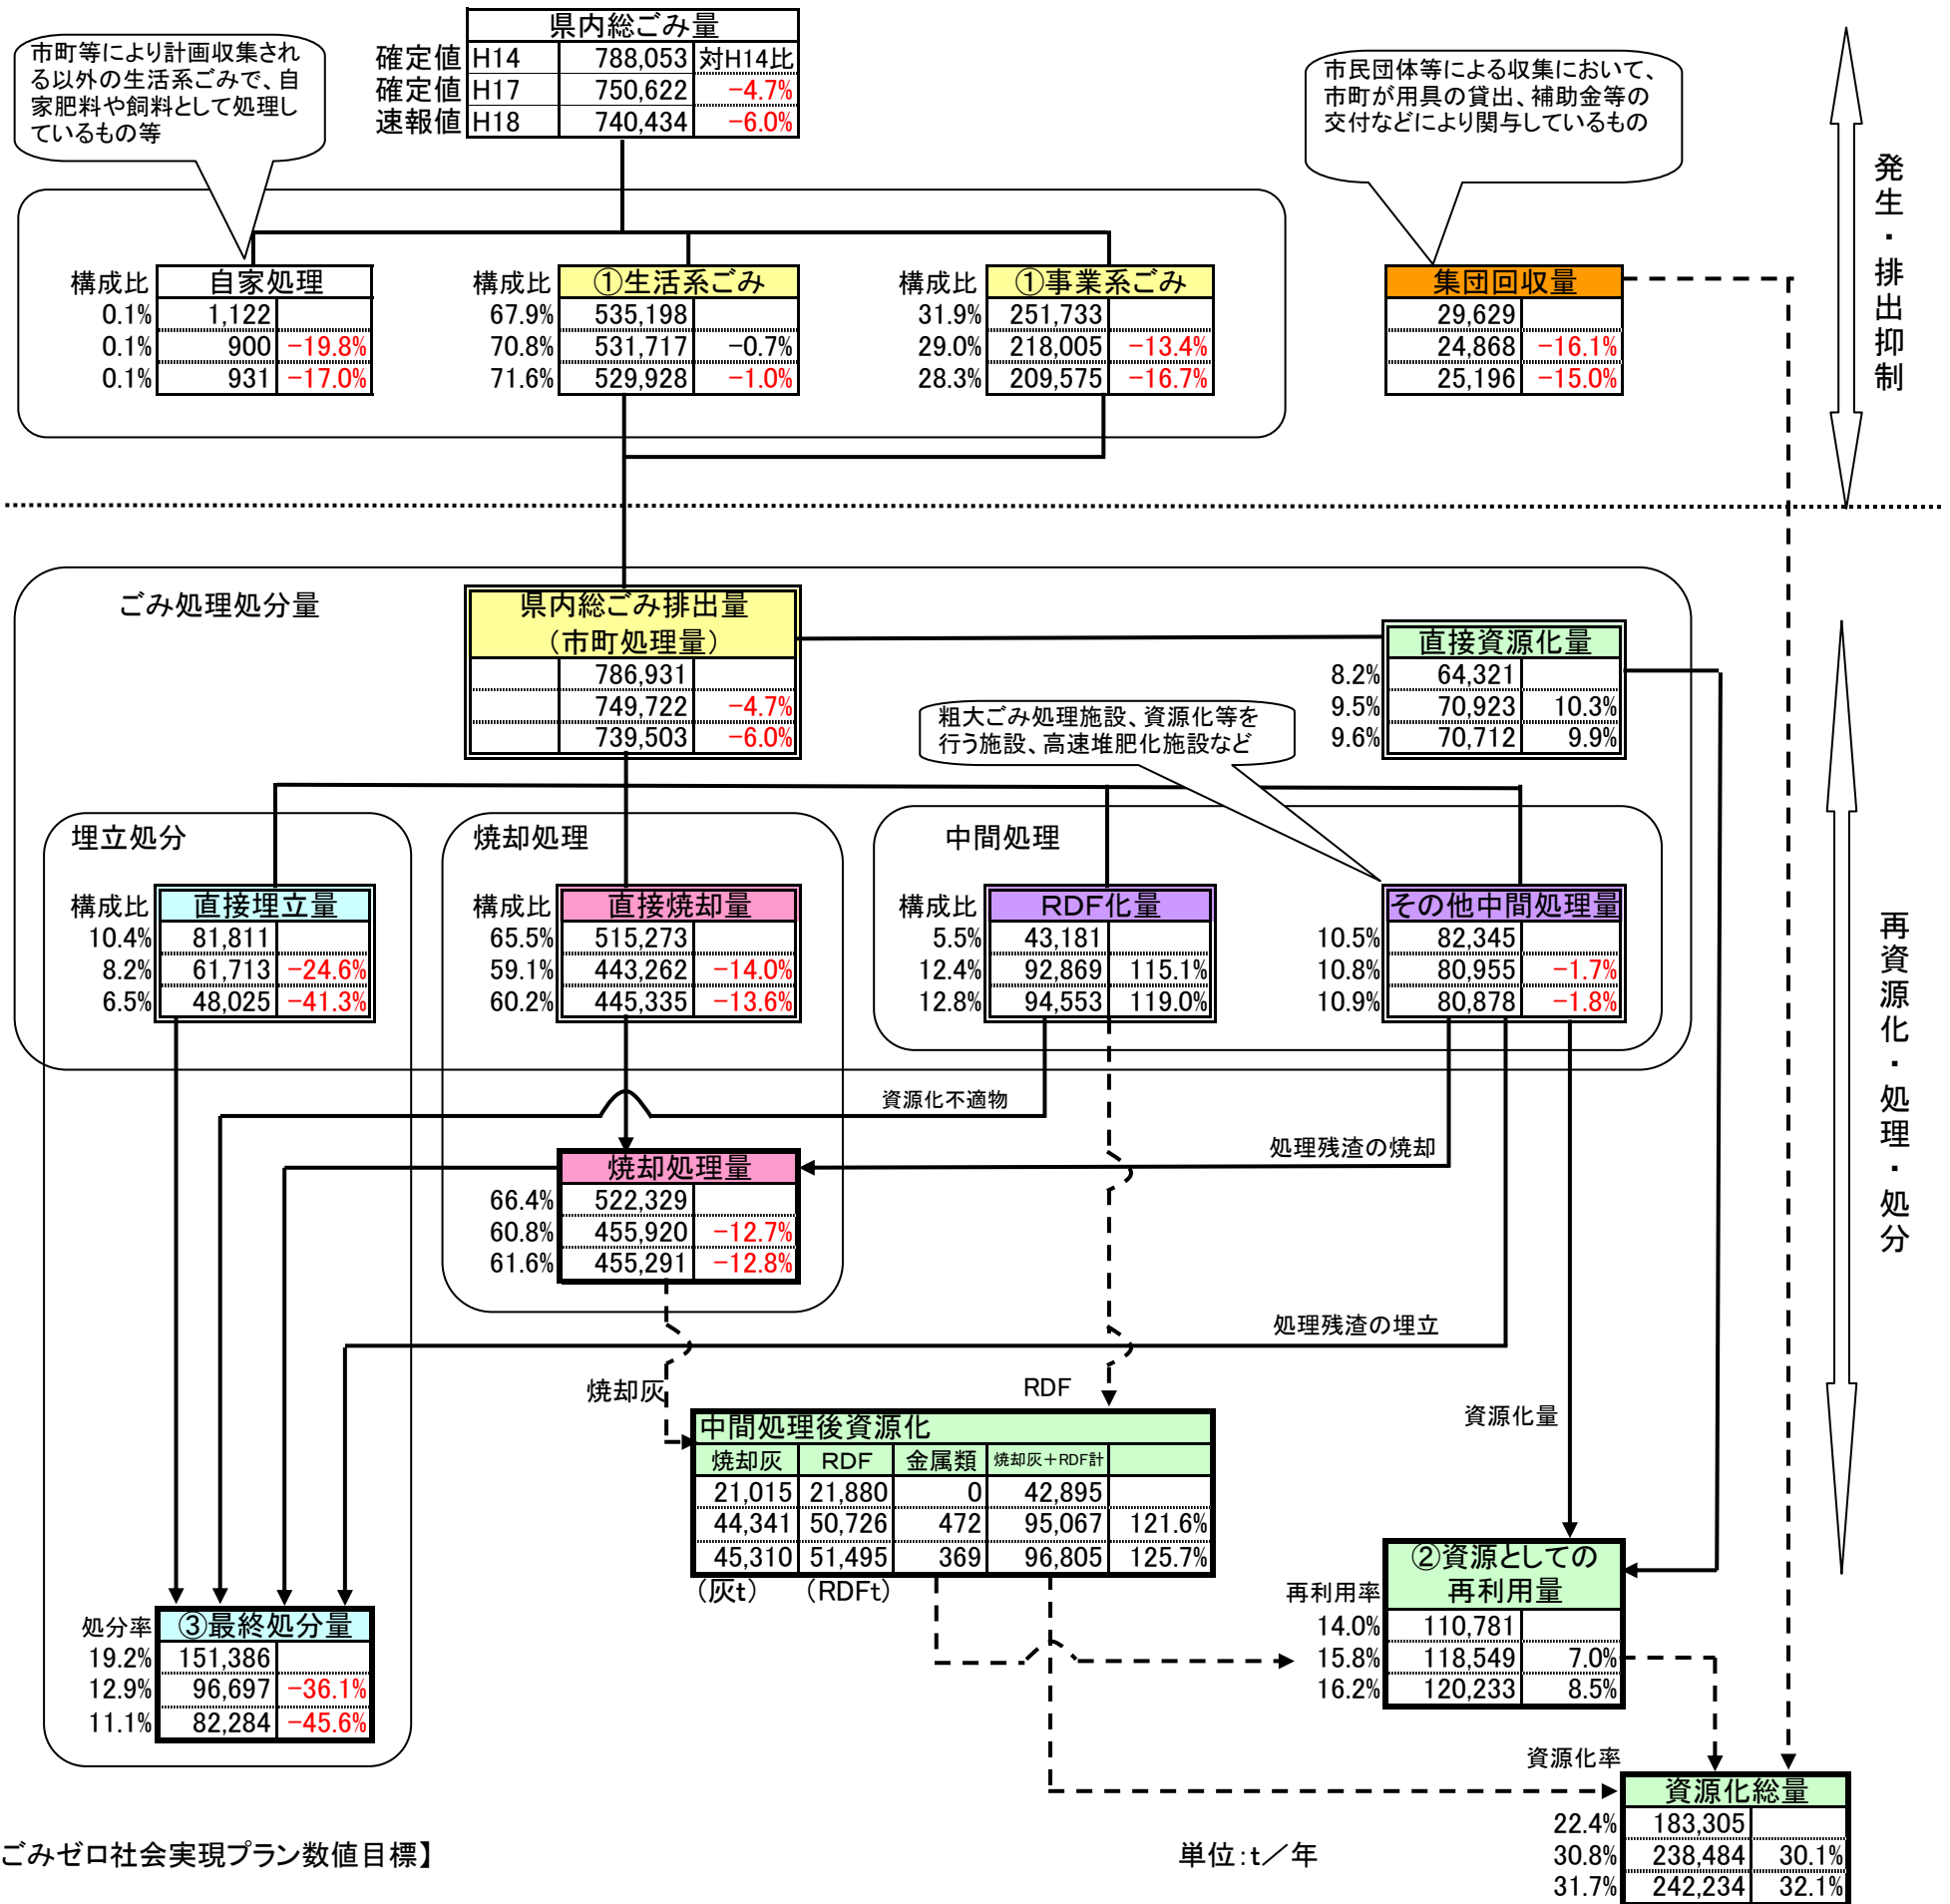 県内総ごみ量
確定値 H14 788,053 対H14比
確定値 H17 750,622 −4.7%
速報値 H18 740,434 −6.0%
市町等により計画収集され
る以外の生活系ごみで、自
家肥料や飼料として処理し
ているもの等
市民団体等による収集において、
市町が用具の貸出、補助金等の
交付などにより関与しているもの
発生・排出抑制
構成比 自家処理
0.1% 1,122
0.1% 900 −19.8%
0.1% 931 −17.0%
構成比 ①生活系ごみ
67.9% 535,198
70.8% 531,717 −0.7%
71.6% 529,928 −1.0%
構成比 ①事業系ごみ
31.9% 251,733
29.0% 218,005 −13.4%
28.3% 209,575 −16.7%
集団回収量
29,629
24,868 −16.1%
25,196 −15.0%
ごみ処理処分量
県内総ごみ排出量
(市町処理量)
786,931
749,722 −4.7%
739,503 −6.0%
直接資源化量
8.2% 64,321
9.5% 70,923 10.3%
9.6% 70,712 9.9%
粗大ごみ処理施設、資源化等を
行う施設、高速堆肥化施設など
再資源化・処理・処分
埋立処分
構成比 直接埋立量
10.4% 81,811
8.2% 61,713 −24.6%
6.5% 48,025 −41.3%
焼却処理
構成比 直接焼却量
65.5% 515,273
59.1% 443,262 −14.0%
60.2% 445,335 −13.6%
中間処理
構成比 RDF化量
5.5% 43,181
12.4% 92,869 115.1%
12.8% 94,553 119.0%
その他中間処理量
10.5% 82,345
10.8% 80,955 −1.7%
10.9% 80,878 −1.8%
資源化不適物
処理残渣の焼却
焼却処理量
66.4% 522,329
60.8% 455,920 −12.7%
61.6% 455,291 −12.8%
処理残渣の埋立
焼却灰
RDF
資源化量
中間処理後資源化
焼却灰 RDF 金属類 焼却灰+RDF計
21,015 21,880 0 42,895
44,341 50,726 472 95,067 121.6%
45,310 51,495 369 96,805 125.7%
(灰t) (RDFt)
②資源としての
再利用率 再利用量
14.0% 110,781
15.8% 118,549 7.0%
16.2% 120,233 8.5%
処分率 ③最終処分量
19.2% 151,386
12.9% 96,697 −36.1%
11.1% 82,284 −45.6%
資源化率
資源化総量
22.4% 183,305
30.8% 238,484 30.1%
31.7% 242,234 32.1%
ごみゼロ社会実現プラン数値目標】
単位:t/年